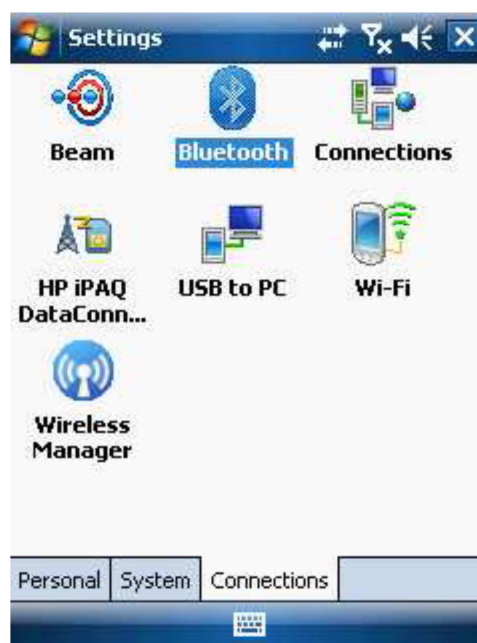 Settings
Beam
Bluetooth
Connections
HP iPAQ
DataConn...
USB to PC
Wi-Fi
Wireless
Manager
Personal
System
Connections